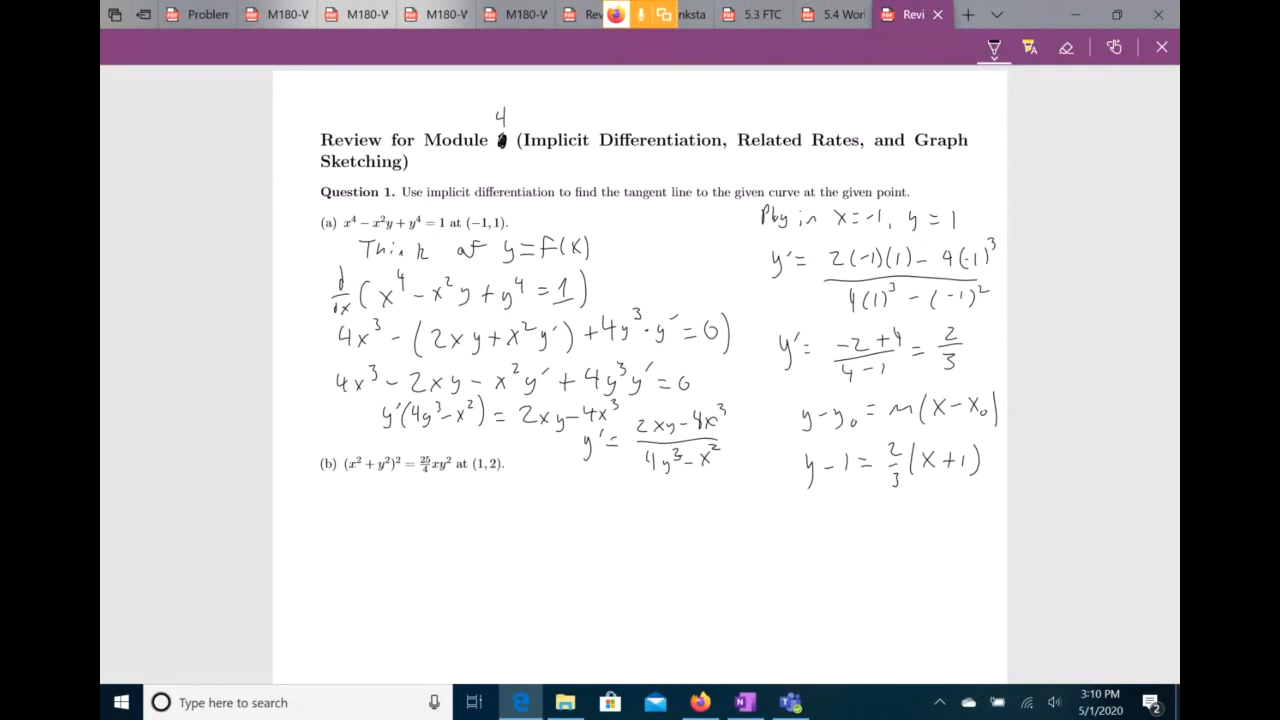 Problem M180-W M180-W M180-W M180-W Rev nksta 5.3 FTC 5.4 Worl Revi
4
Review for Module (Implicit Differentiation, Related Rates, and Graph
Sketching)
Question 1. Use implicit differentiation to find the tangent line to the given curve at the given point.
(a) x⁴ − x²y + y⁴ = 1 at (−1, 1).
Think of y=f(x)
d/dx (x⁴ − x²y + y⁴ = 1)
4x³ − (2xy + x²y′) + 4y³·y′ = 0)
4x³ − 2xy − x²y′ + 4y³y′ = 0
y′(4y³−x²) = 2xy − 4x³
y′ = (2xy − 4x³)/(4y³ − x²)
(b) (x² + y²)² = 25/4 xy² at (1, 2).
Plug in x=-1, y=1
y′ = (2(-1)(1) − 4(-1)³)/(4(1)³ − (-1)²)
y′ = (-2+4)/(4-1) = 2/3
y−y₀ = m(x−x₀)
y−1 = 2/3(x+1)
Type here to search
3:10 PM
5/1/2020
2